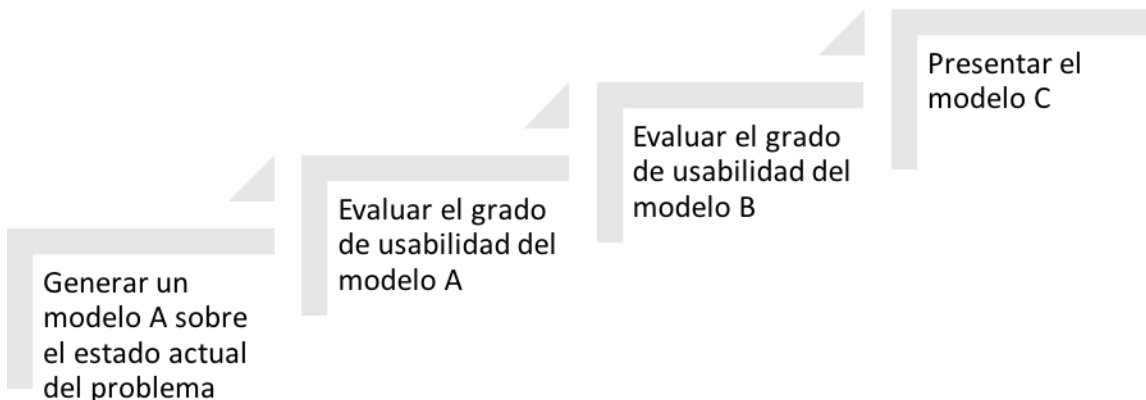 Generar un
modelo A sobre
el estado actual
del problema
Evaluar el grado
de usabilidad del
modelo A
Evaluar el grado
de usabilidad del
modelo B
Presentar el
modelo C